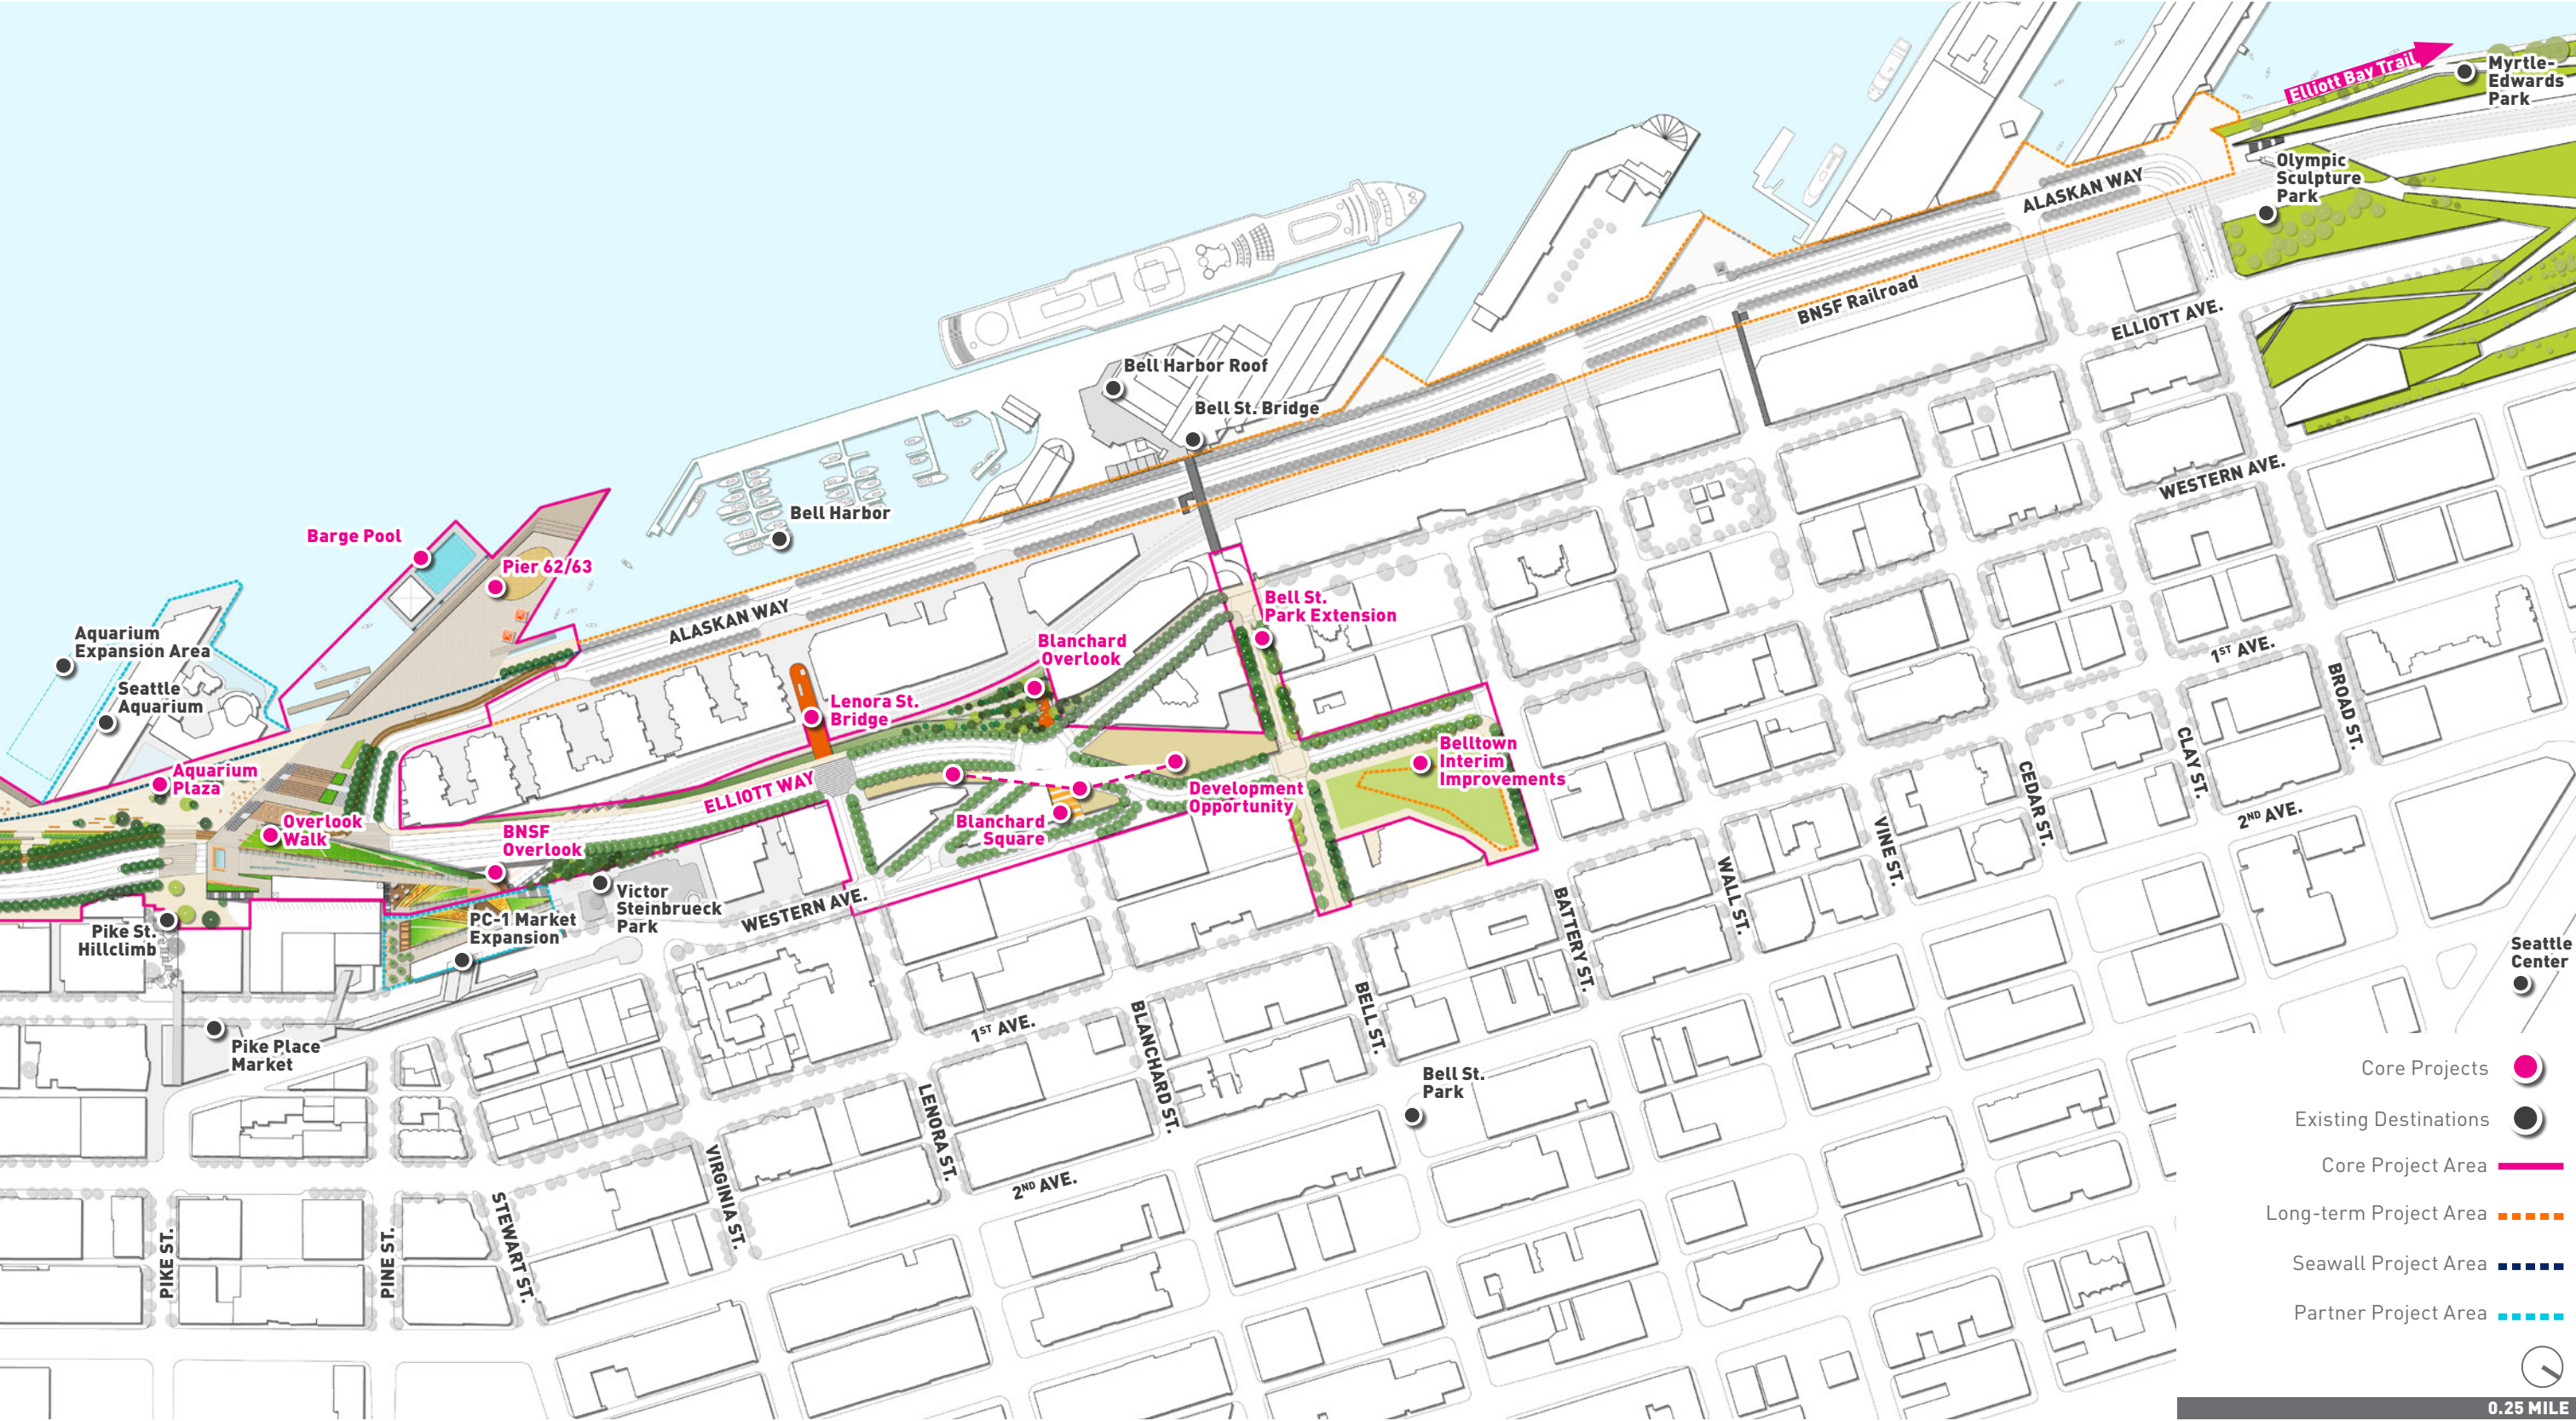 Elliott Bay Trail
Myrtle-
Edwards
Park
Olympic
Sculpture
Park
ALASKAN WAY
BNSF Railroad
ELLIOTT AVE.
Bell Harbor Roof
Bell St. Bridge
WESTERN AVE.
Bell Harbor
Barge Pool
Pier 62/63
ALASKAN WAY
Bell St.
Park Extension
Blanchard
Overlook
Aquarium
Expansion Area
Seattle
Aquarium
Lenora St.
Bridge
1ST AVE.
BROAD ST.
Belltown
Interim
Improvements
Aquarium
Plaza
ELLIOTT WAY
Development
Opportunity
Blanchard
Square
Overlook
Walk
BNSF
Overlook
CLAY ST.
CEDAR ST.
2ND AVE.
VINE ST.
WALL ST.
BATTERY ST.
Victor
Steinbrueck
Park
WESTERN AVE.
PC-1 Market
Expansion
Pike St.
Hillclimb
Seattle
Center
Pike Place
Market
1ST AVE.
BLANCHARD ST.
BELL ST.
Bell St.
Park
LENORA ST.
2ND AVE.
VIRGINIA ST.
STEWART ST.
PINE ST.
PIKE ST.
Core Projects
Existing Destinations
Core Project Area
Long-term Project Area
Seawall Project Area
Partner Project Area
0.25 MILE